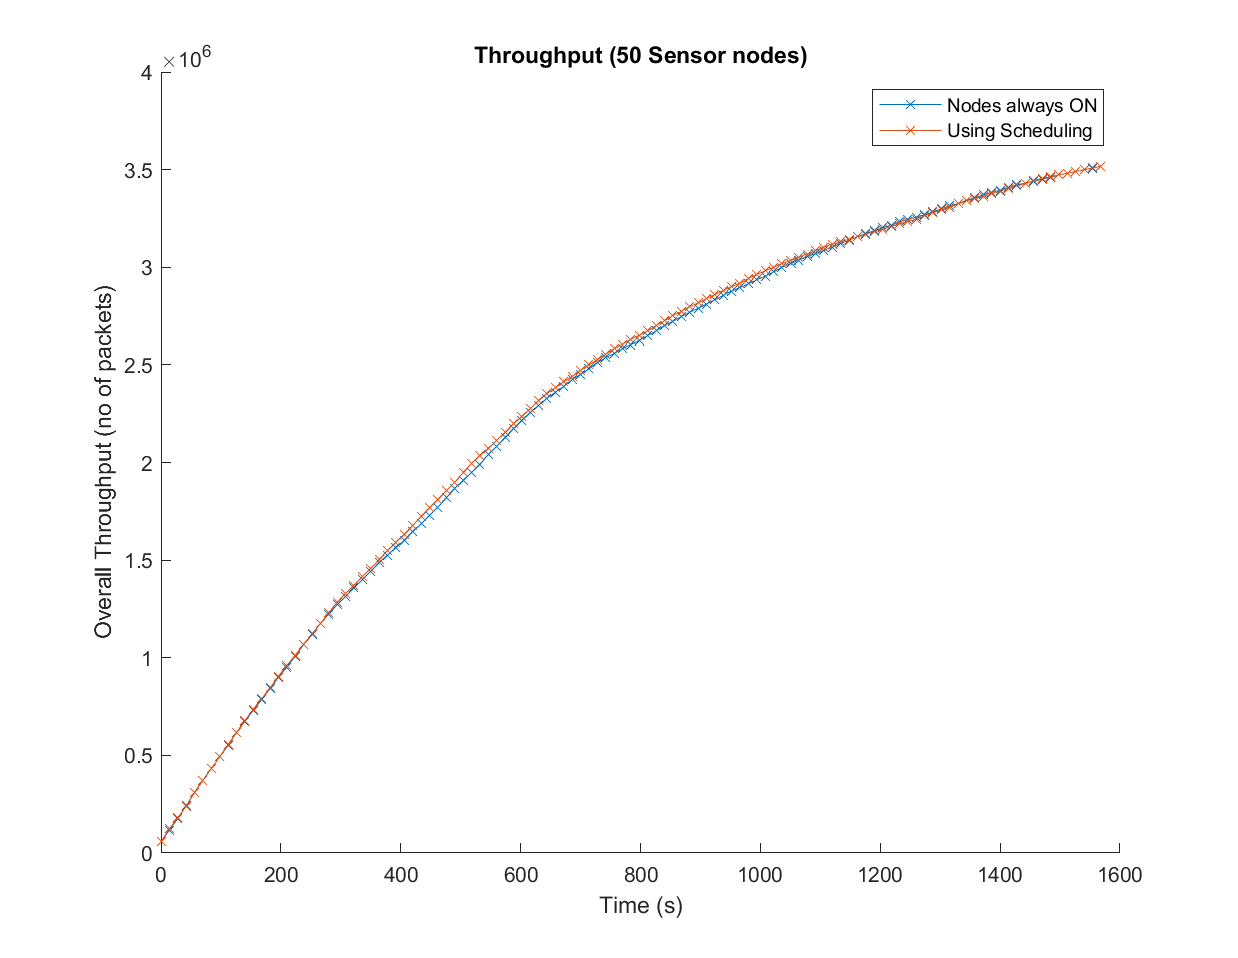 Throughput (50 Sensor nodes)
×10^6
Nodes always ON
Using Scheduling
4
3.5
3
2.5
2
1.5
1
0.5
0
Overall Throughput (no of packets)
0 200 400 600 800 1000 1200 1400 1600
Time (s)